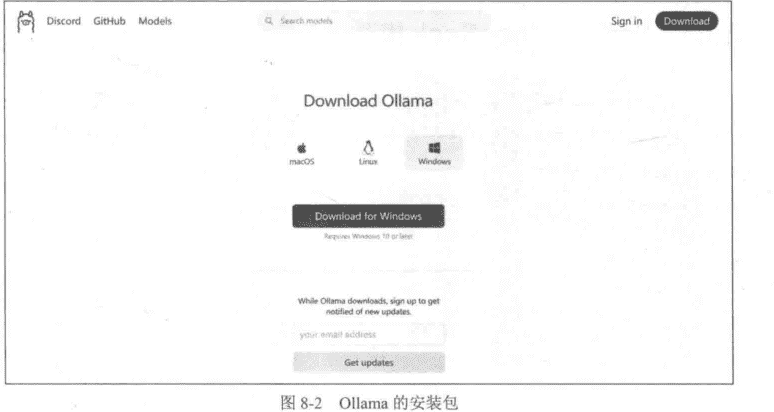 Discord GitHub Models Search models Sign in Download
Download Ollama
macOS Linux Windows
Download for Windows
Requires Windows 10 or later
While Ollama downloads, sign up to get
notified of new updates.
your email address
Get updates
图 8-2 Ollama 的安装包